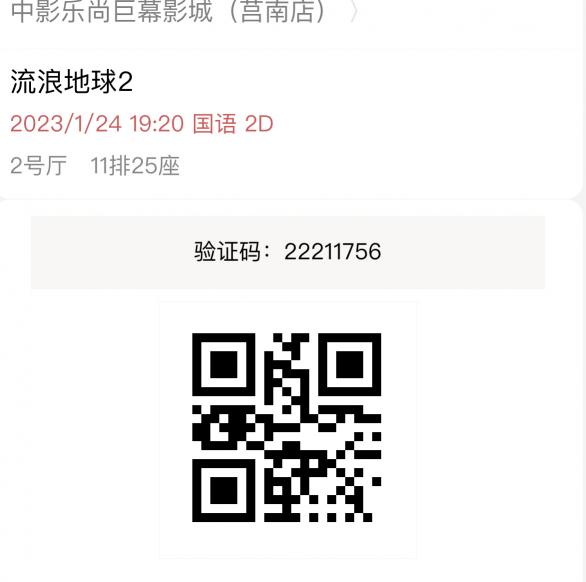 中影乐尚巨幕影城（莒南店）
流浪地球2
2023/1/24 19:20 国语 2D
2号厅 11排25座
验证码：22211756